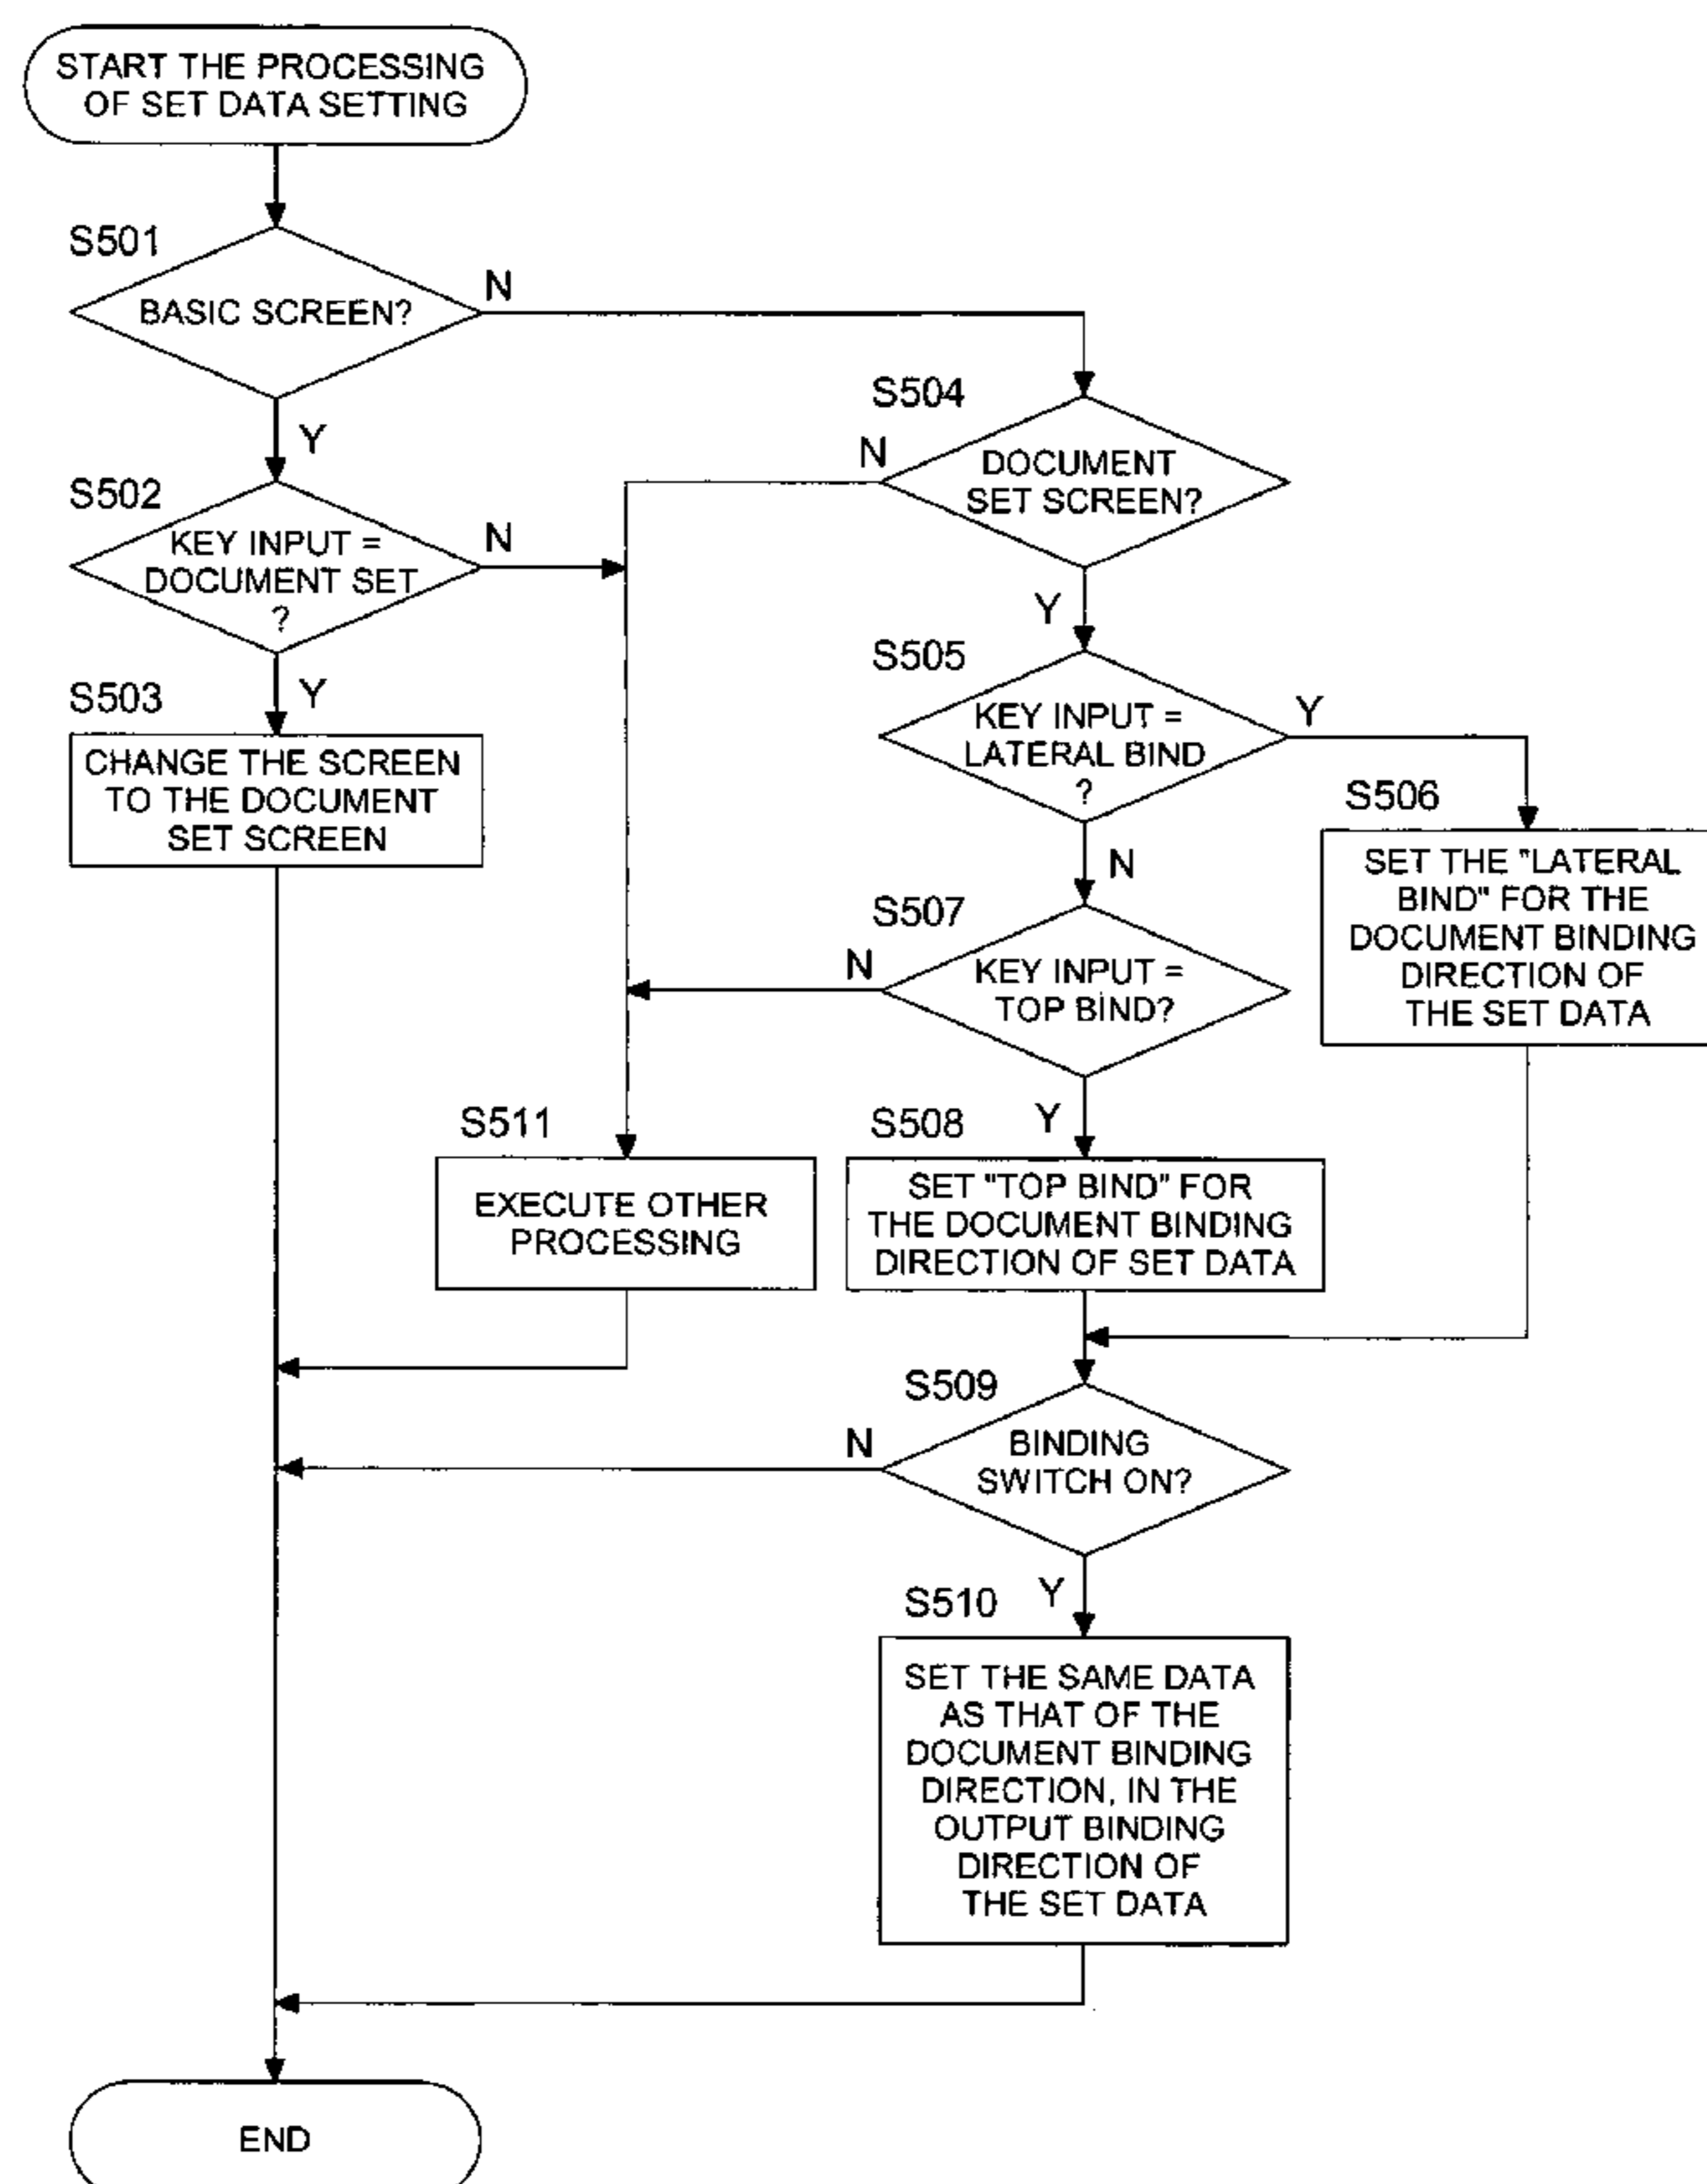 START THE PROCESSING
OF SET DATA SETTING
S501
BASIC SCREEN?
N
Y
S502
KEY INPUT =
DOCUMENT SET
?
N
Y
S503
CHANGE THE SCREEN
TO THE DOCUMENT
SET SCREEN
S504
DOCUMENT
SET SCREEN?
N
Y
S505
KEY INPUT =
LATERAL BIND
?
Y
N
S506
SET THE "LATERAL
BIND" FOR THE
DOCUMENT BINDING
DIRECTION OF
THE SET DATA
S507
KEY INPUT =
TOP BIND?
N
Y
S508
SET "TOP BIND" FOR
THE DOCUMENT BINDING
DIRECTION OF SET DATA
S511
EXECUTE OTHER
PROCESSING
S509
BINDING
SWITCH ON?
N
Y
S510
SET THE SAME DATA
AS THAT OF THE
DOCUMENT BINDING
DIRECTION, IN THE
OUTPUT BINDING
DIRECTION OF
THE SET DATA
END